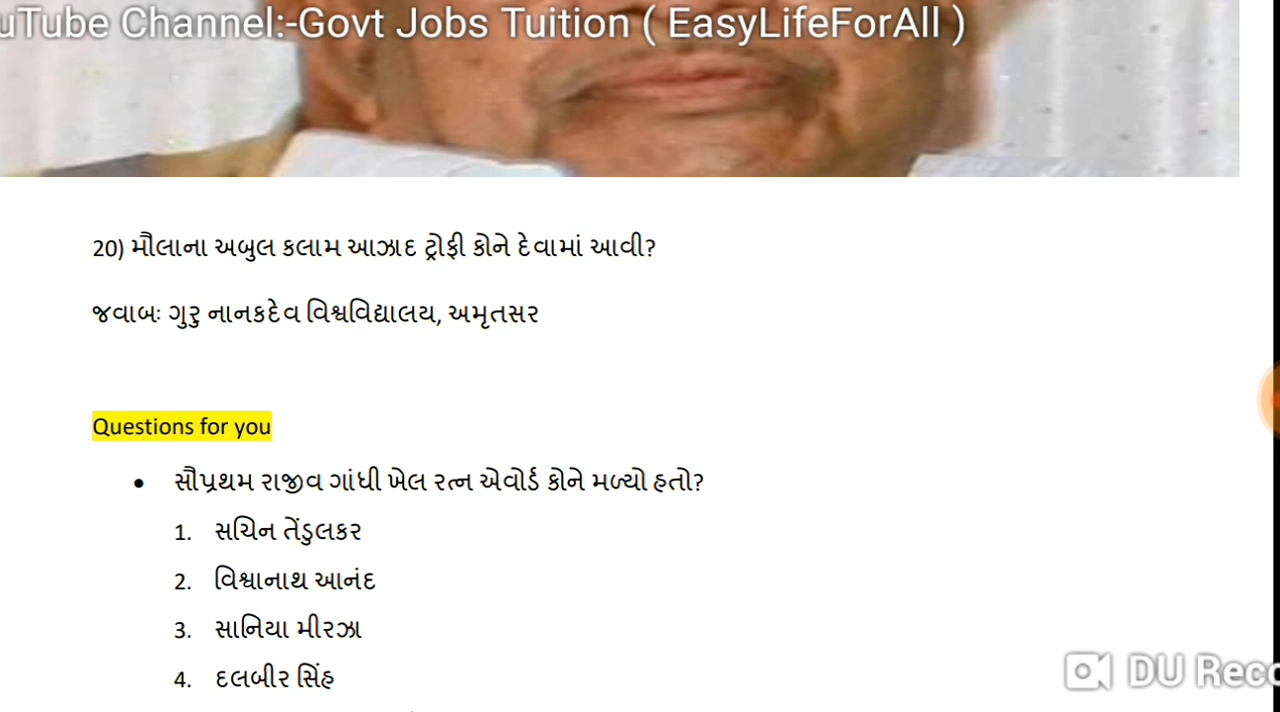 uTube Channel:-Govt Jobs Tuition ( EasyLifeForAll )
20) મૌલાના અબુલ કલામ આઝાદ ટ્રોફી કોને દેવામાં આવી?
જવાબઃ ગુરુ નાનકદેવ વિશ્વવિદ્યાલય, અમૃતસર
Questions for you
• સૌપ્રથમ રાજીવ ગાંધી ખેલ રત્ન એવોર્ડ કોને મળ્યો હતો?
1. સચિન તેંડુલકર
2. વિશ્વાનાથ આનંદ
3. સાનિયા મીરઝા
4. દલબીર સિંહ
DU Reco